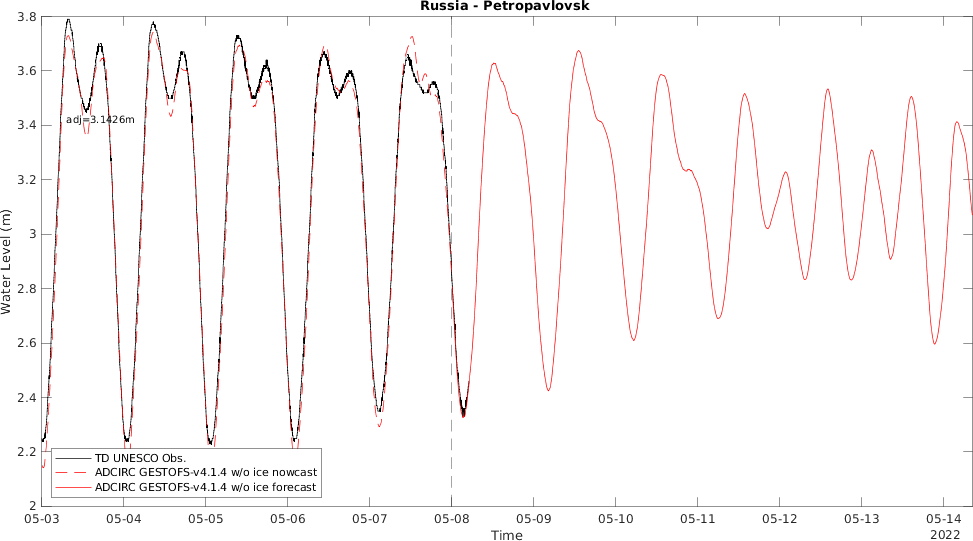 Russia - Petropavlovsk
3.8
3.6
3.4
3.2
3
2.8
2.6
2.4
2.2
2
Water Level (m)
adj=3.1426m
TD UNESCO Obs.
ADCIRC GESTOFS-v4.1.4 w/o ice nowcast
ADCIRC GESTOFS-v4.1.4 w/o ice forecast
05-03 05-04 05-05 05-06 05-07 05-08 05-09 05-10 05-11 05-12 05-13 05-14
Time
2022